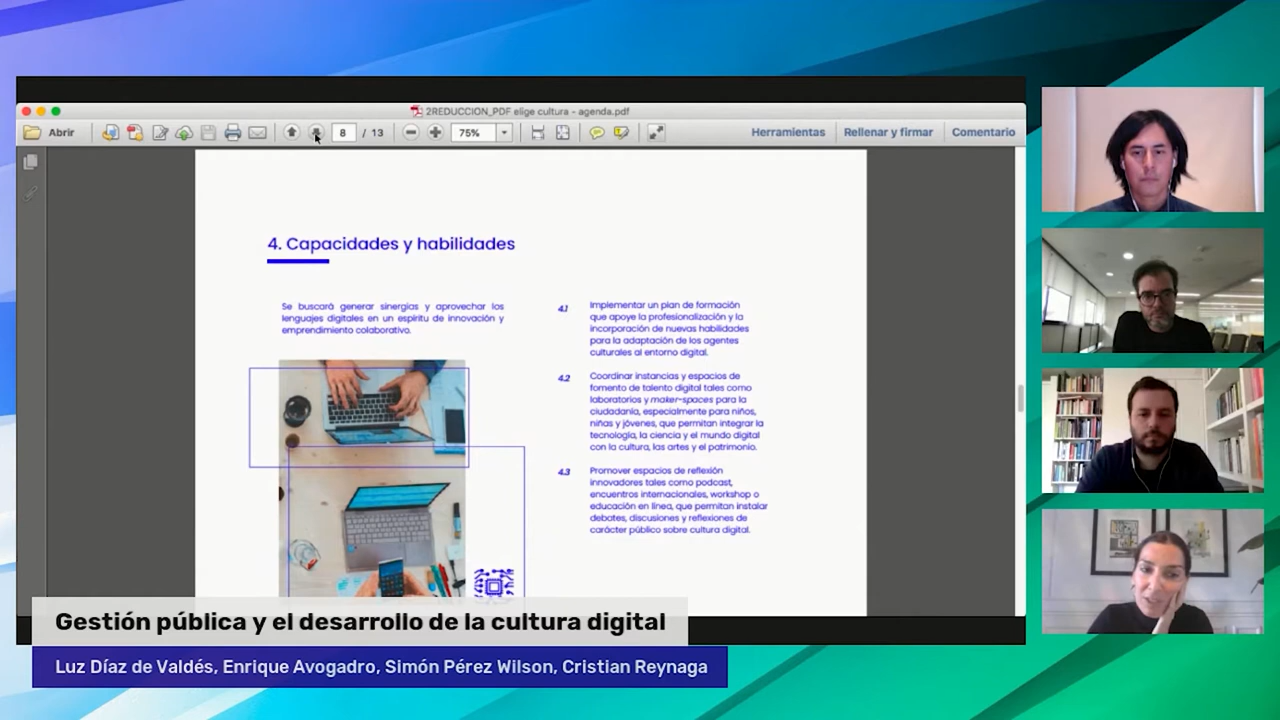 2REDUCCION_PDF elige cultura - agenda.pdf
Abrir
8 / 13
75%
Herramientas
Rellenar y firmar
Comentario
4. Capacidades y habilidades
Se buscará generar sinergias y aprovechar los
lenguajes digitales en un espíritu de innovación y
emprendimiento colaborativo.
4.1
Implementar un plan de formación
que apoye la profesionalización y la
incorporación de nuevas habilidades
para la adaptación de los agentes
culturales al entorno digital.
4.2
Coordinar instancias y espacios de
fomento de talento digital tales como
laboratorios y maker-spaces para la
ciudadanía, especialmente para niños,
niñas y jóvenes, que permitan integrar la
tecnología, la ciencia y el mundo digital
con la cultura, las artes y el patrimonio.
4.3
Promover espacios de reflexión
innovadores tales como podcast,
encuentros internacionales, workshop o
educación en línea, que permitan instalar
debates, discusiones y reflexiones de
carácter público sobre cultura digital.
Gestión pública y el desarrollo de la cultura digital
Luz Díaz de Valdés, Enrique Avogadro, Simón Pérez Wilson, Cristian Reynaga